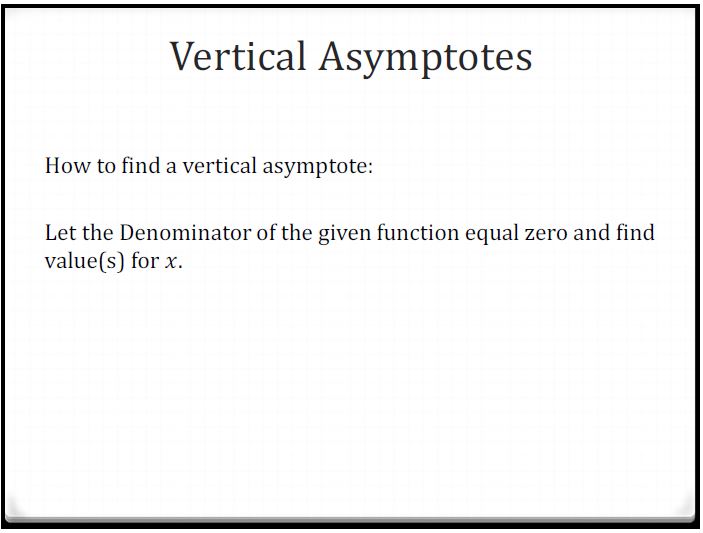 Vertical Asymptotes
How to find a vertical asymptote:
Let the Denominator of the given function equal zero and find
value(s) for x.